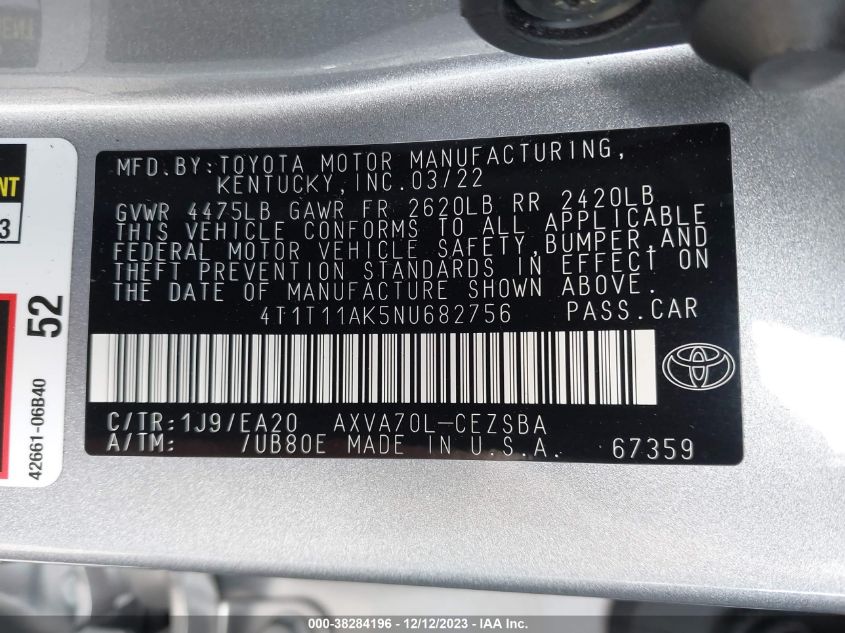 MFD.BY:TOYOTA MOTOR MANUFACTURING,
KENTUCKY,INC.03/22
GVWR 4475LB GAWR FR 2620LB RR 2420LB
THIS VEHICLE CONFORMS TO ALL APPLICABLE
FEDERAL MOTOR VEHICLE SAFETY,BUMPER,AND
THEFT PREVENTION STANDARDS IN EFFECT ON
THE DATE OF MANUFACTURE SHOWN ABOVE.
4T1T11AK5NU682756 PASS.CAR
C/TR:1J9/EA20 AXVA70L-CEZSBA
A/TM: /UB80E MADE IN U.S.A. 67359
52
42661-06B40
000-38284196 - 12/12/2023 - IAA Inc.